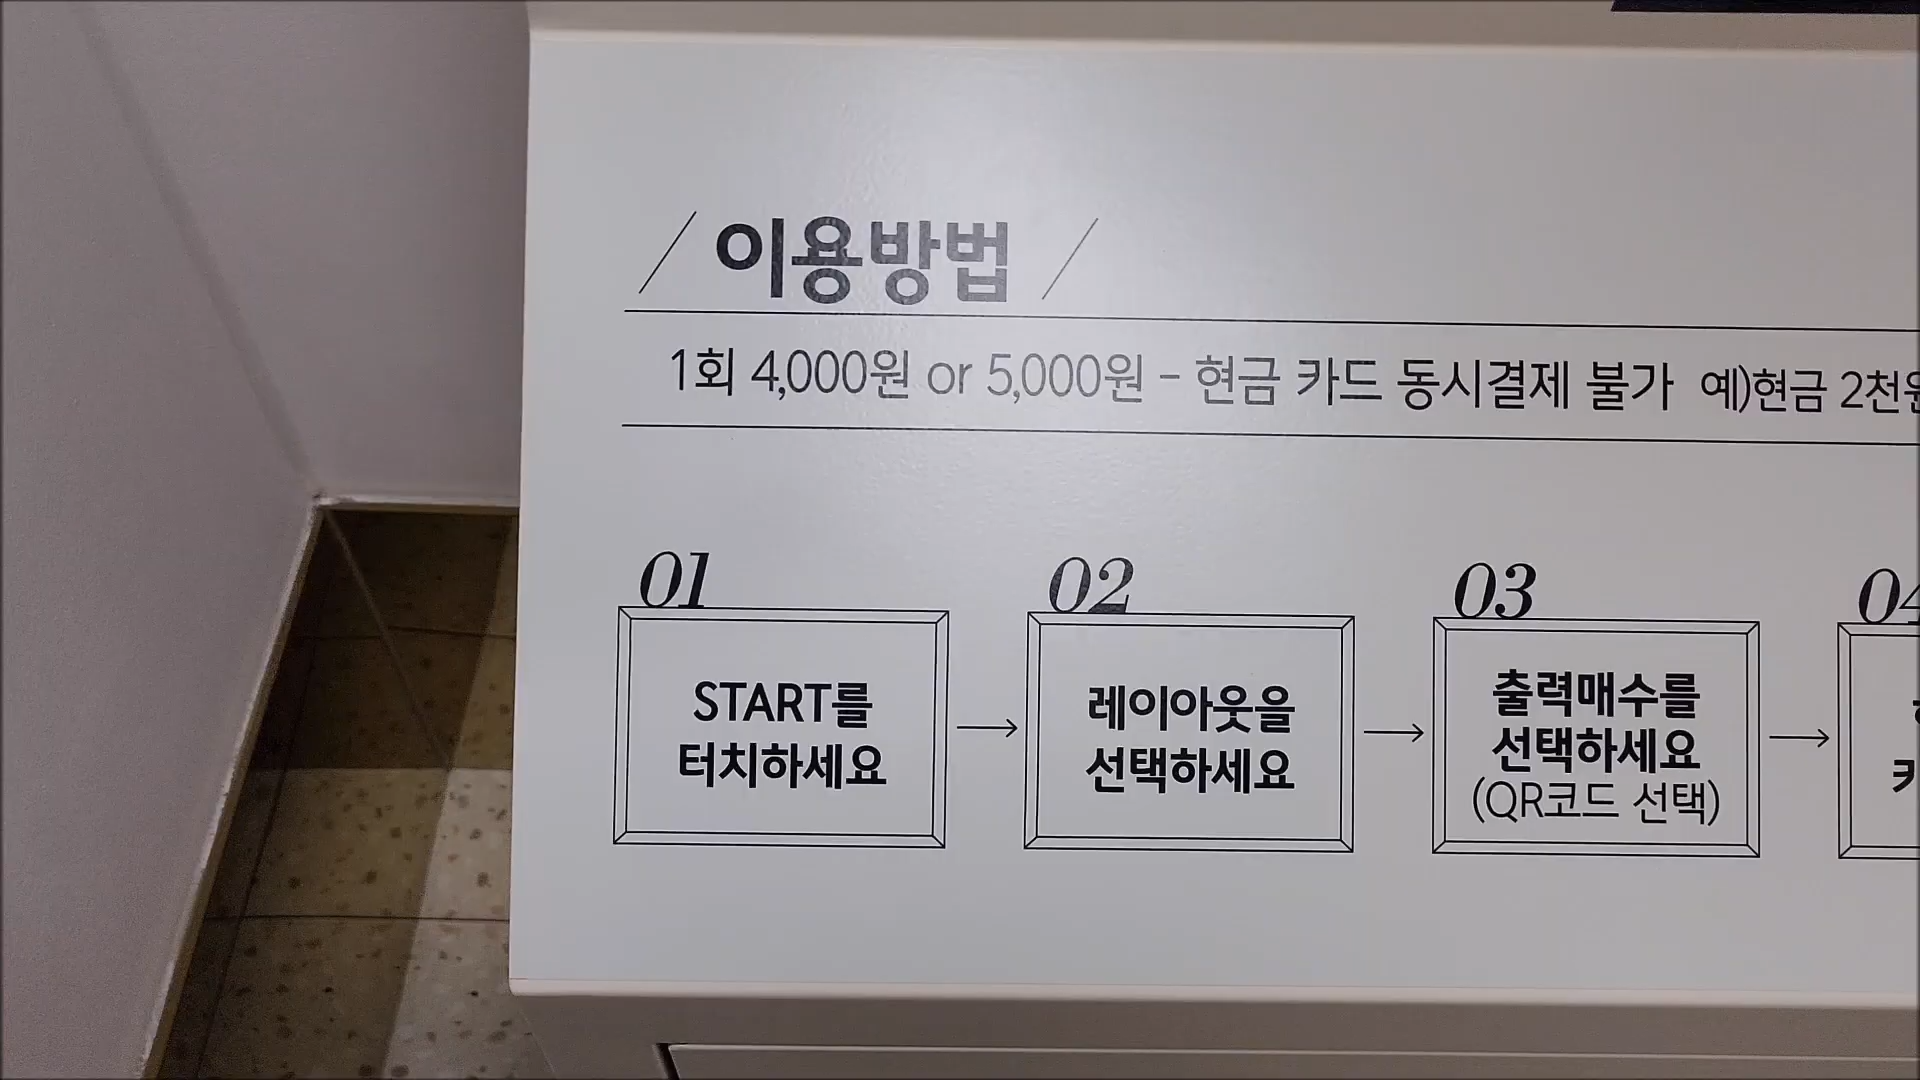 이용방법
1회 4,000원 or 5,000원 - 현금 카드 동시결제 불가 예)현금 2천원
01
START를
터치하세요
02
레이아웃을
선택하세요
03
출력매수를
선택하세요
(QR코드 선택)
04